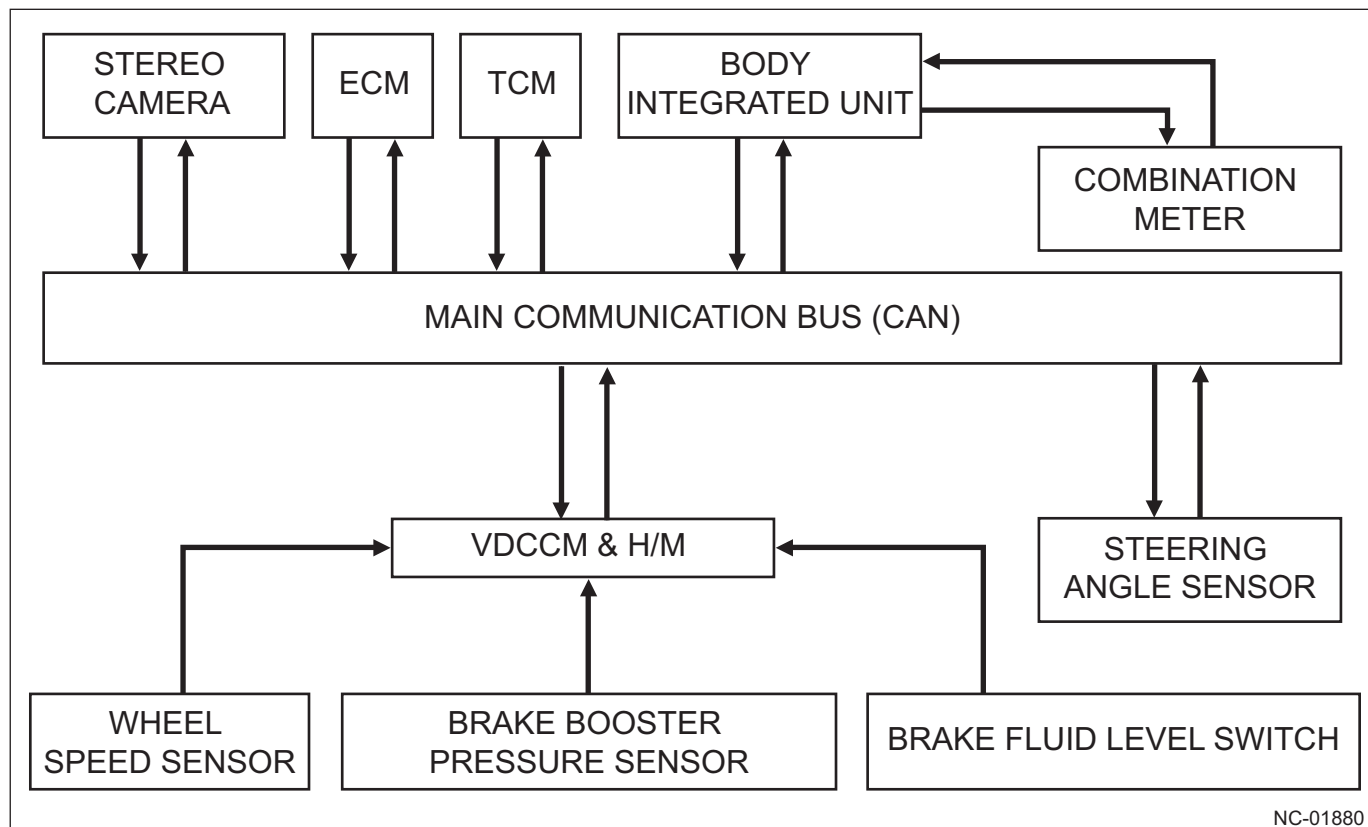 STEREO
CAMERA
ECM
TCM
BODY
INTEGRATED UNIT
COMBINATION
METER
MAIN COMMUNICATION BUS (CAN)
VDCCM & H/M
STEERING
ANGLE SENSOR
WHEEL
SPEED SENSOR
BRAKE BOOSTER
PRESSURE SENSOR
BRAKE FLUID LEVEL SWITCH
NC-01880